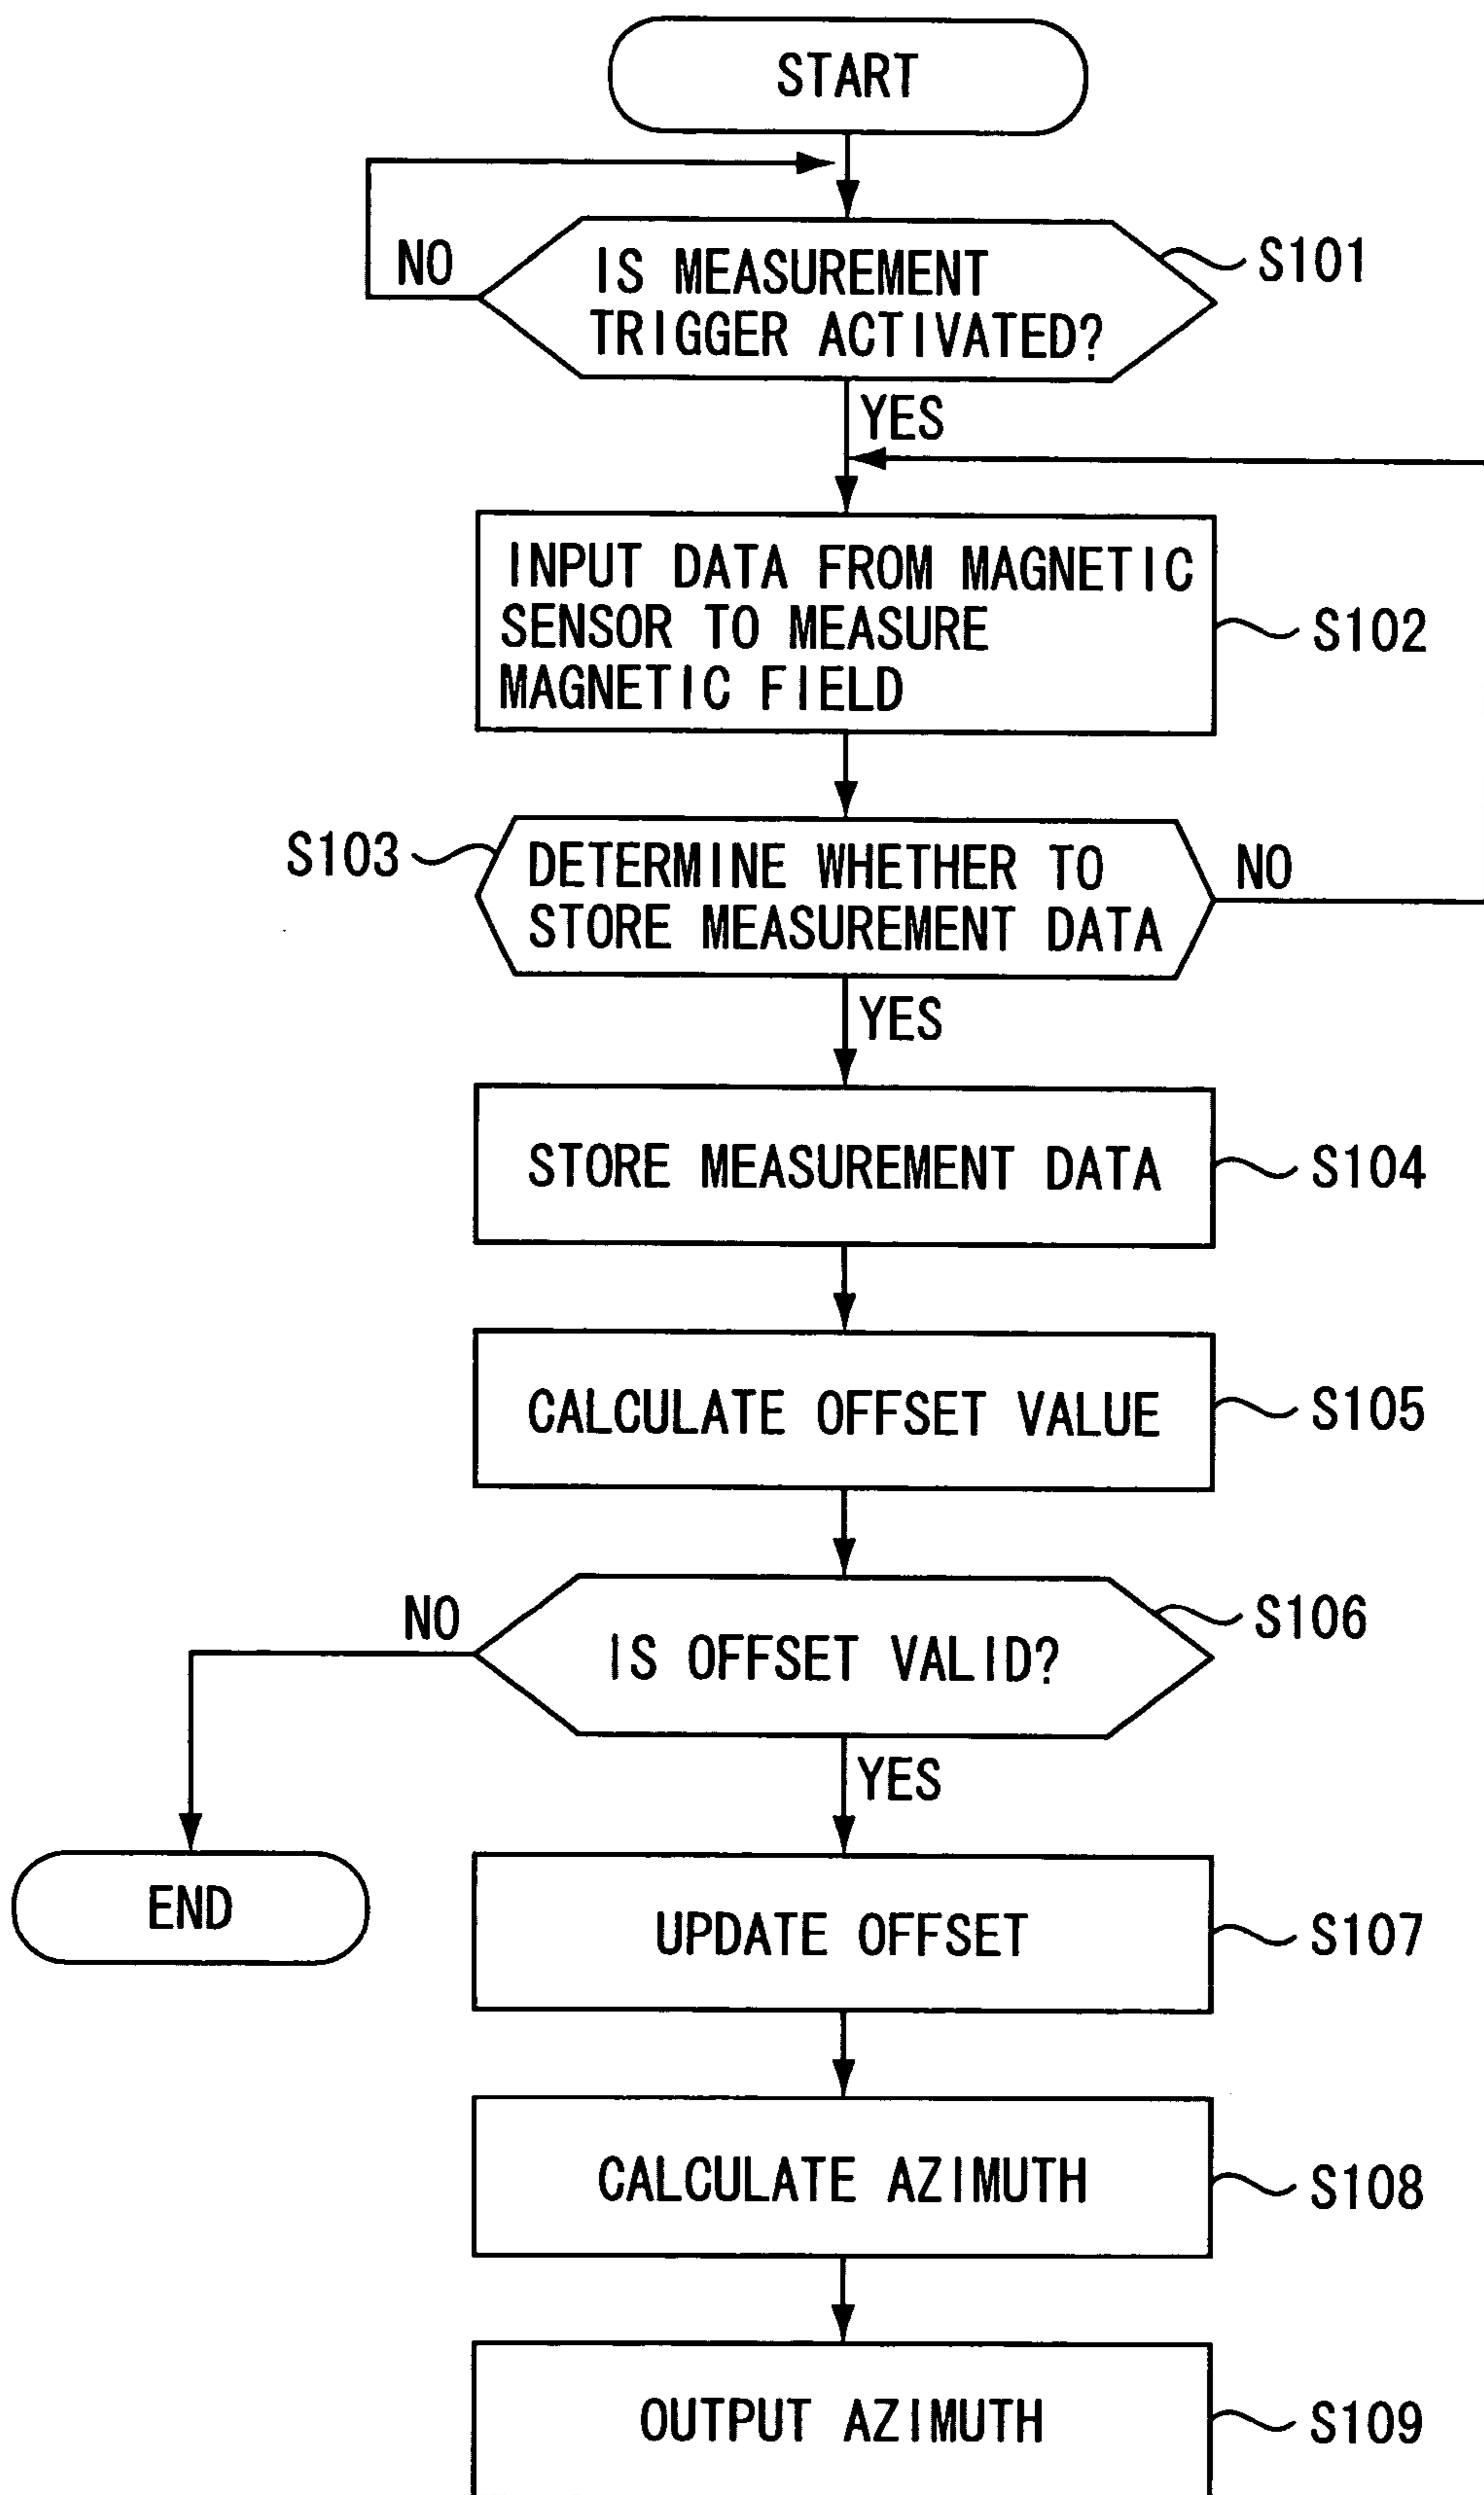 START
NO
IS MEASUREMENT
TRIGGER ACTIVATED?
S101
YES
INPUT DATA FROM MAGNETIC
SENSOR TO MEASURE
MAGNETIC FIELD
S102
S103
DETERMINE WHETHER TO
STORE MEASUREMENT DATA
NO
YES
STORE MEASUREMENT DATA
S104
CALCULATE OFFSET VALUE
S105
NO
IS OFFSET VALID?
S106
YES
END
UPDATE OFFSET
S107
CALCULATE AZIMUTH
S108
OUTPUT AZIMUTH
S109